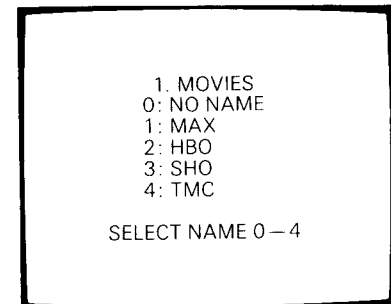 1. MOVIES
0: NO NAME
1: MAX
2: HBO
3: SHO
4: TMC
SELECT NAME 0—4